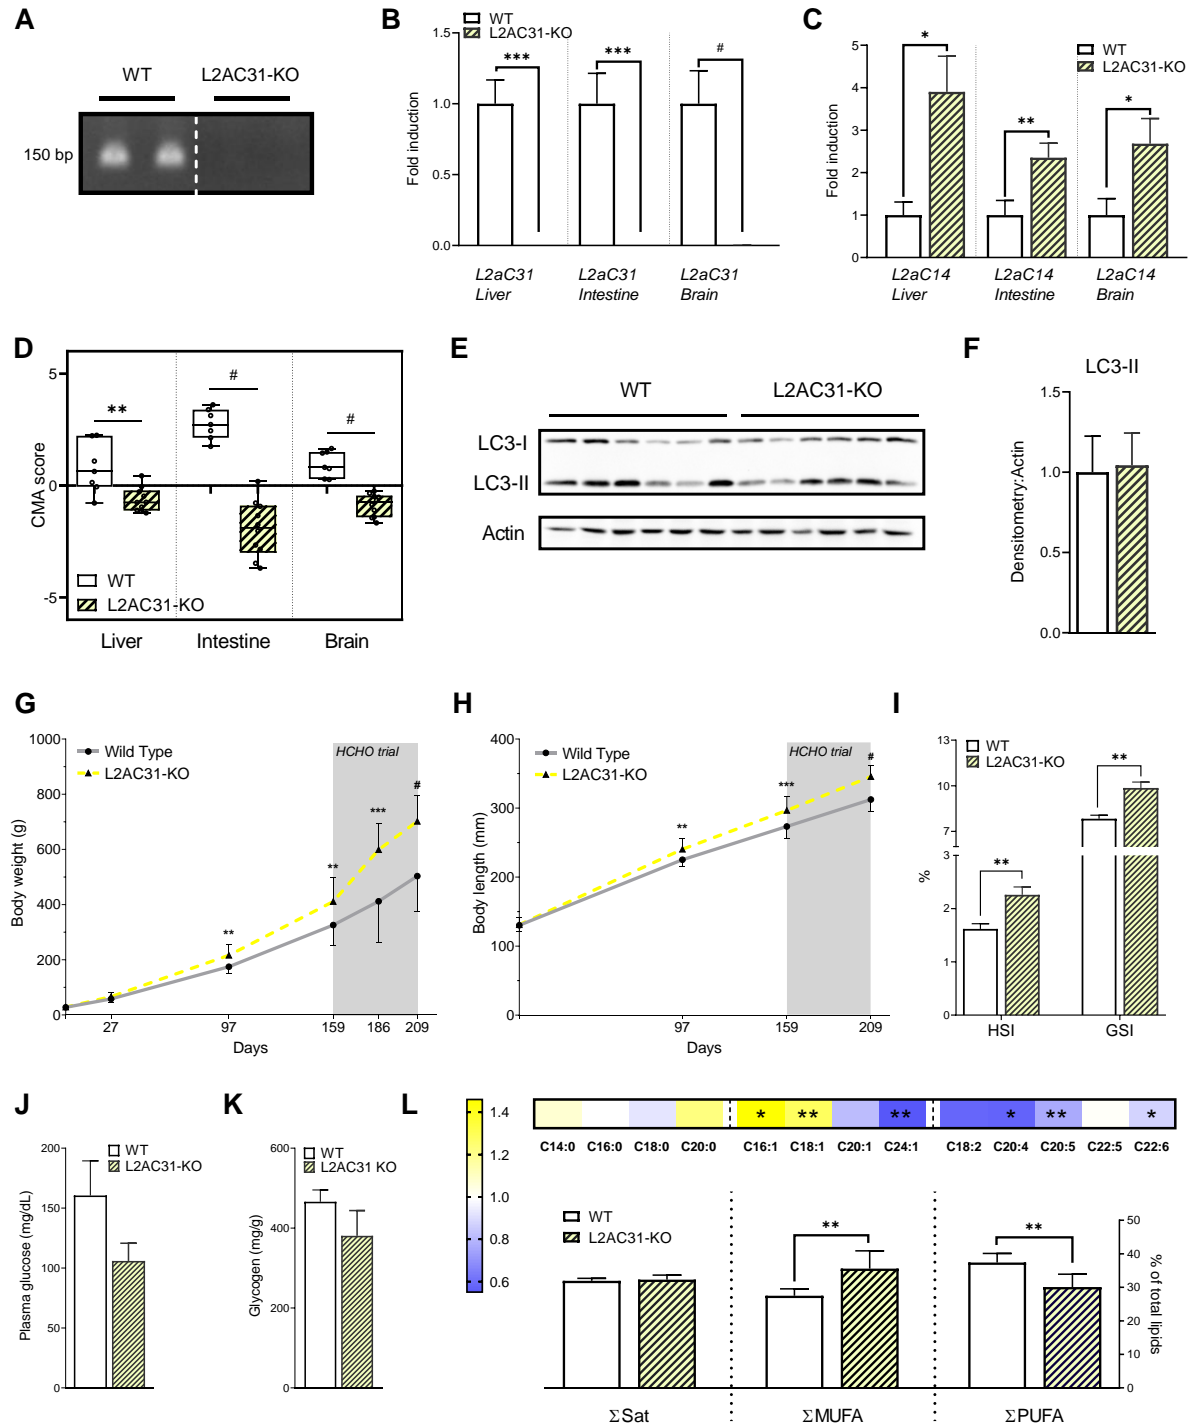 A
WT
L2AC31-KO
150 bp
B
WT
L2AC31-KO
Fold induction
1.5
1.0
0.5
0.0
***
***
#
L2aC31
Liver
L2aC31
Intestine
L2aC31
Brain
C
WT
L2AC31-KO
Fold induction
5
4
3
2
1
0
*
**
*
L2aC14
Liver
L2aC14
Intestine
L2aC14
Brain
D
CMA score
5
0
-5
**
#
#
WT
L2AC31-KO
Liver
Intestine
Brain
E
WT
L2AC31-KO
LC3-I
LC3-II
Actin
F
LC3-II
Densitometry:Actin
1.5
1.0
0.5
0.0
G
Body weight (g)
1000
800
600
400
200
0
Wild Type
L2AC31-KO
HCHO trial
**
**
***
#
27
97
159
186
209
Days
H
Body length (mm)
400
300
200
100
0
Wild Type
L2AC31-KO
HCHO trial
**
***
#
97
159
209
Days
I
WT
L2AC31-KO
%
13
10
7
3
2
1
0
**
**
HSI
GSI
J
WT
L2AC31-KO
Plasma glucose (mg/dL)
200
150
100
50
0
K
WT
L2AC31 KO
Glycogen (mg/g)
600
400
200
0
L
1.4
1.2
1.0
0.8
0.6
*
**
**
*
**
*
C14:0
C16:0
C18:0
C20:0
C16:1
C18:1
C20:1
C24:1
C18:2
C20:4
C20:5
C22:5
C22:6
WT
L2AC31-KO
**
**
50
40
30
20
10
0
% of total lipids
ΣSat
ΣMUFA
ΣPUFA